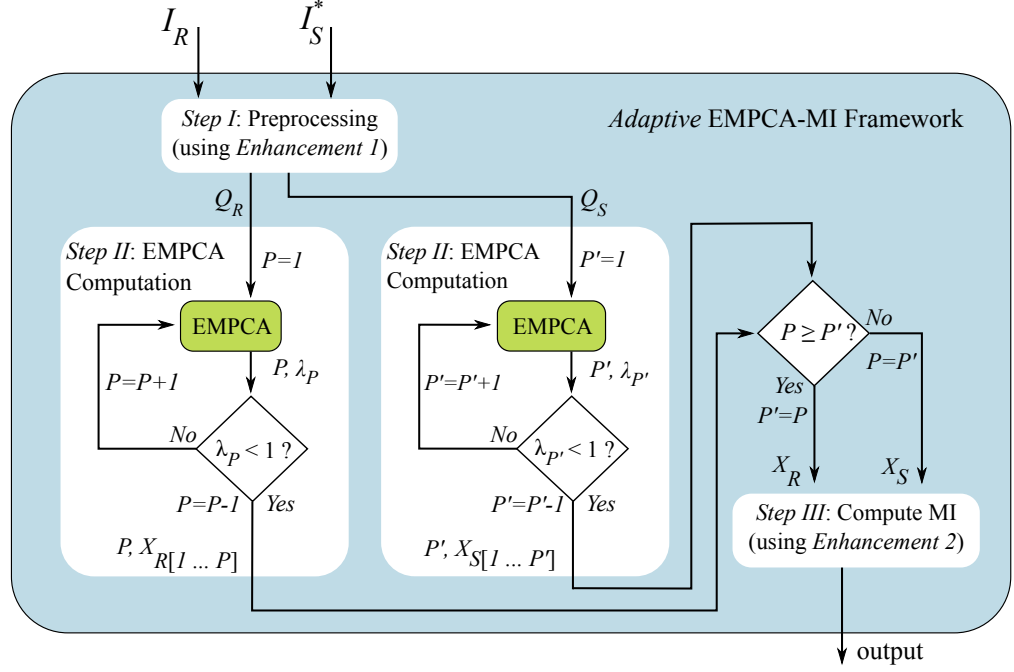 I_R
I_S^*
Step I: Preprocessing
(using Enhancement 1)
Adaptive EMPCA-MI Framework
Q_R
Q_S
Step II: EMPCA
Computation
P=1
EMPCA
P, λ_P
P=P+1
No
λ_P < 1 ?
P=P-1
Yes
P, X_R[1 ... P]
Step II: EMPCA
Computation
P'=1
EMPCA
P', λ_P'
P'=P'+1
No
λ_P' < 1 ?
P'=P'-1
Yes
P', X_S[1 ... P']
P ≥ P' ?
No
P=P'
Yes
P'=P
X_R
X_S
Step III: Compute MI
(using Enhancement 2)
output